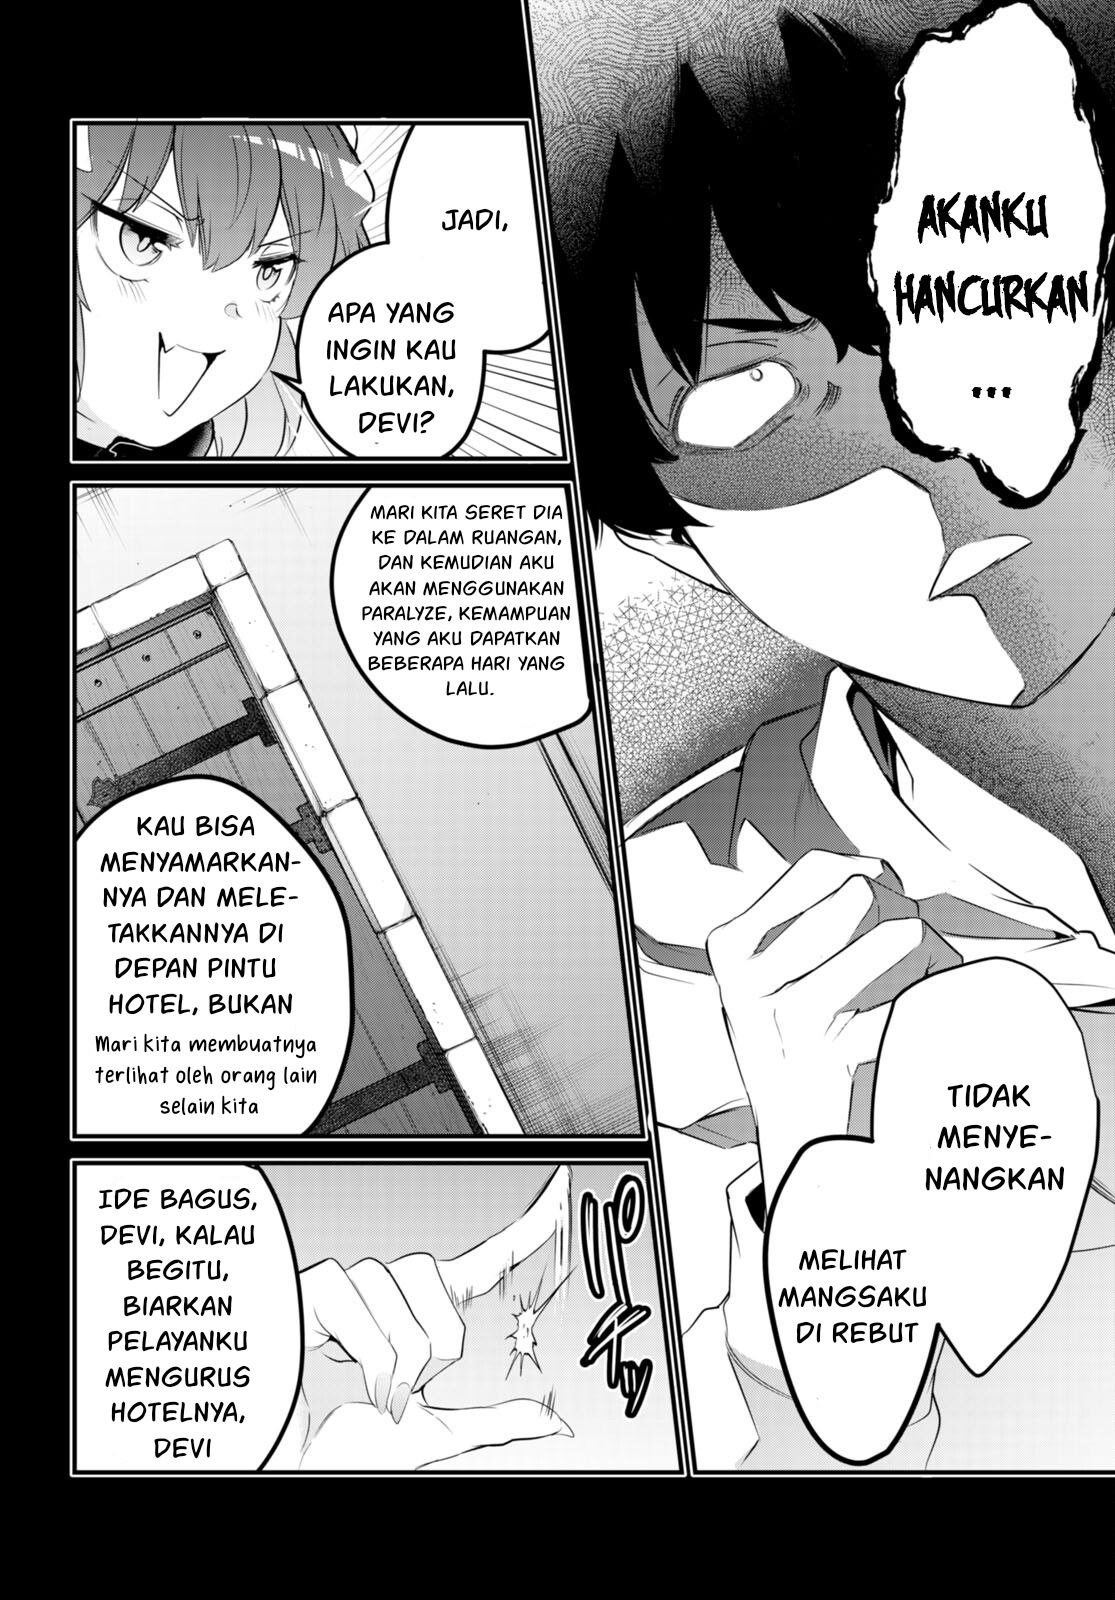 AKANKU
HANCURKAN
...
TIDAK
MENYE-
NANGKAN
MELIHAT
MANGSAKU
DI REBUT
JADI,
APA YANG
INGIN KAU
LAKUKAN,
DEVI?
MARI KITA SERET DIA
KE DALAM RUANGAN,
DAN KEMUDIAN AKU
AKAN MENGGUNAKAN
PARALYZE, KEMAMPUAN
YANG AKU DAPATKAN
BEBERAPA HARI YANG
LALU.
KAU BISA
MENYAMARKAN-
NYA DAN MELE-
TAKKANNYA DI
DEPAN PINTU
HOTEL, BUKAN
Mari kita membuatnya
terlihat oleh orang lain
selain kita
IDE BAGUS,
DEVI, KALAU
BEGITU,
BIARKAN
PELAYANKU
MENGURUS
HOTELNYA,
DEVI
パチッ